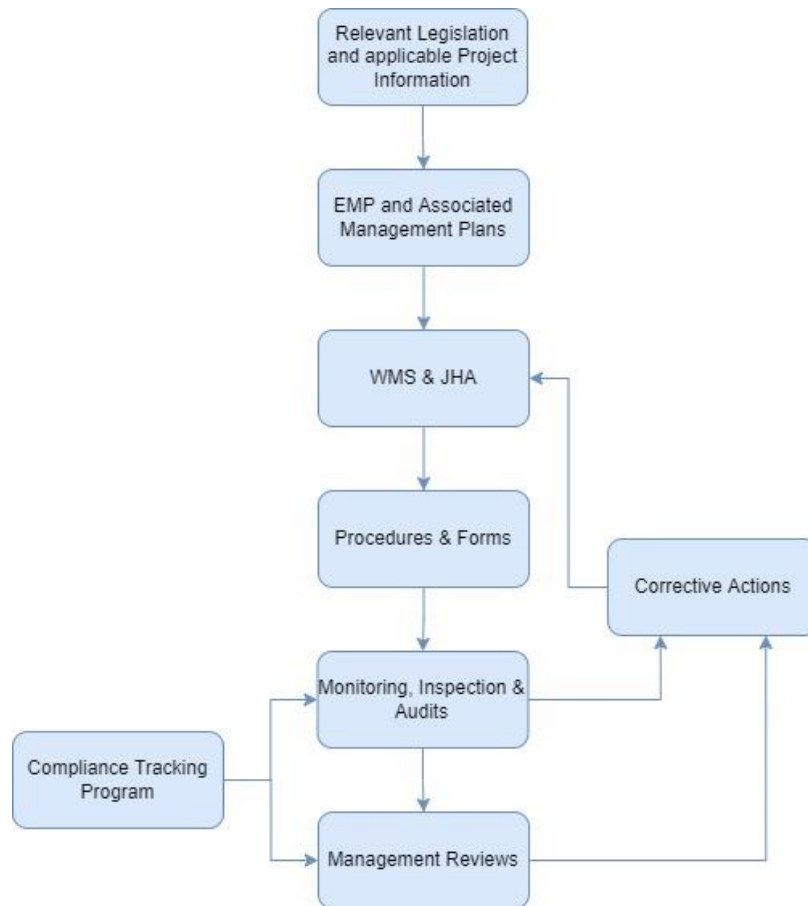 Relevant Legislation
and applicable Project
Information
EMP and Associated
Management Plans
WMS & JHA
Procedures & Forms
Corrective Actions
Monitoring, Inspection &
Audits
Compliance Tracking
Program
Management Reviews